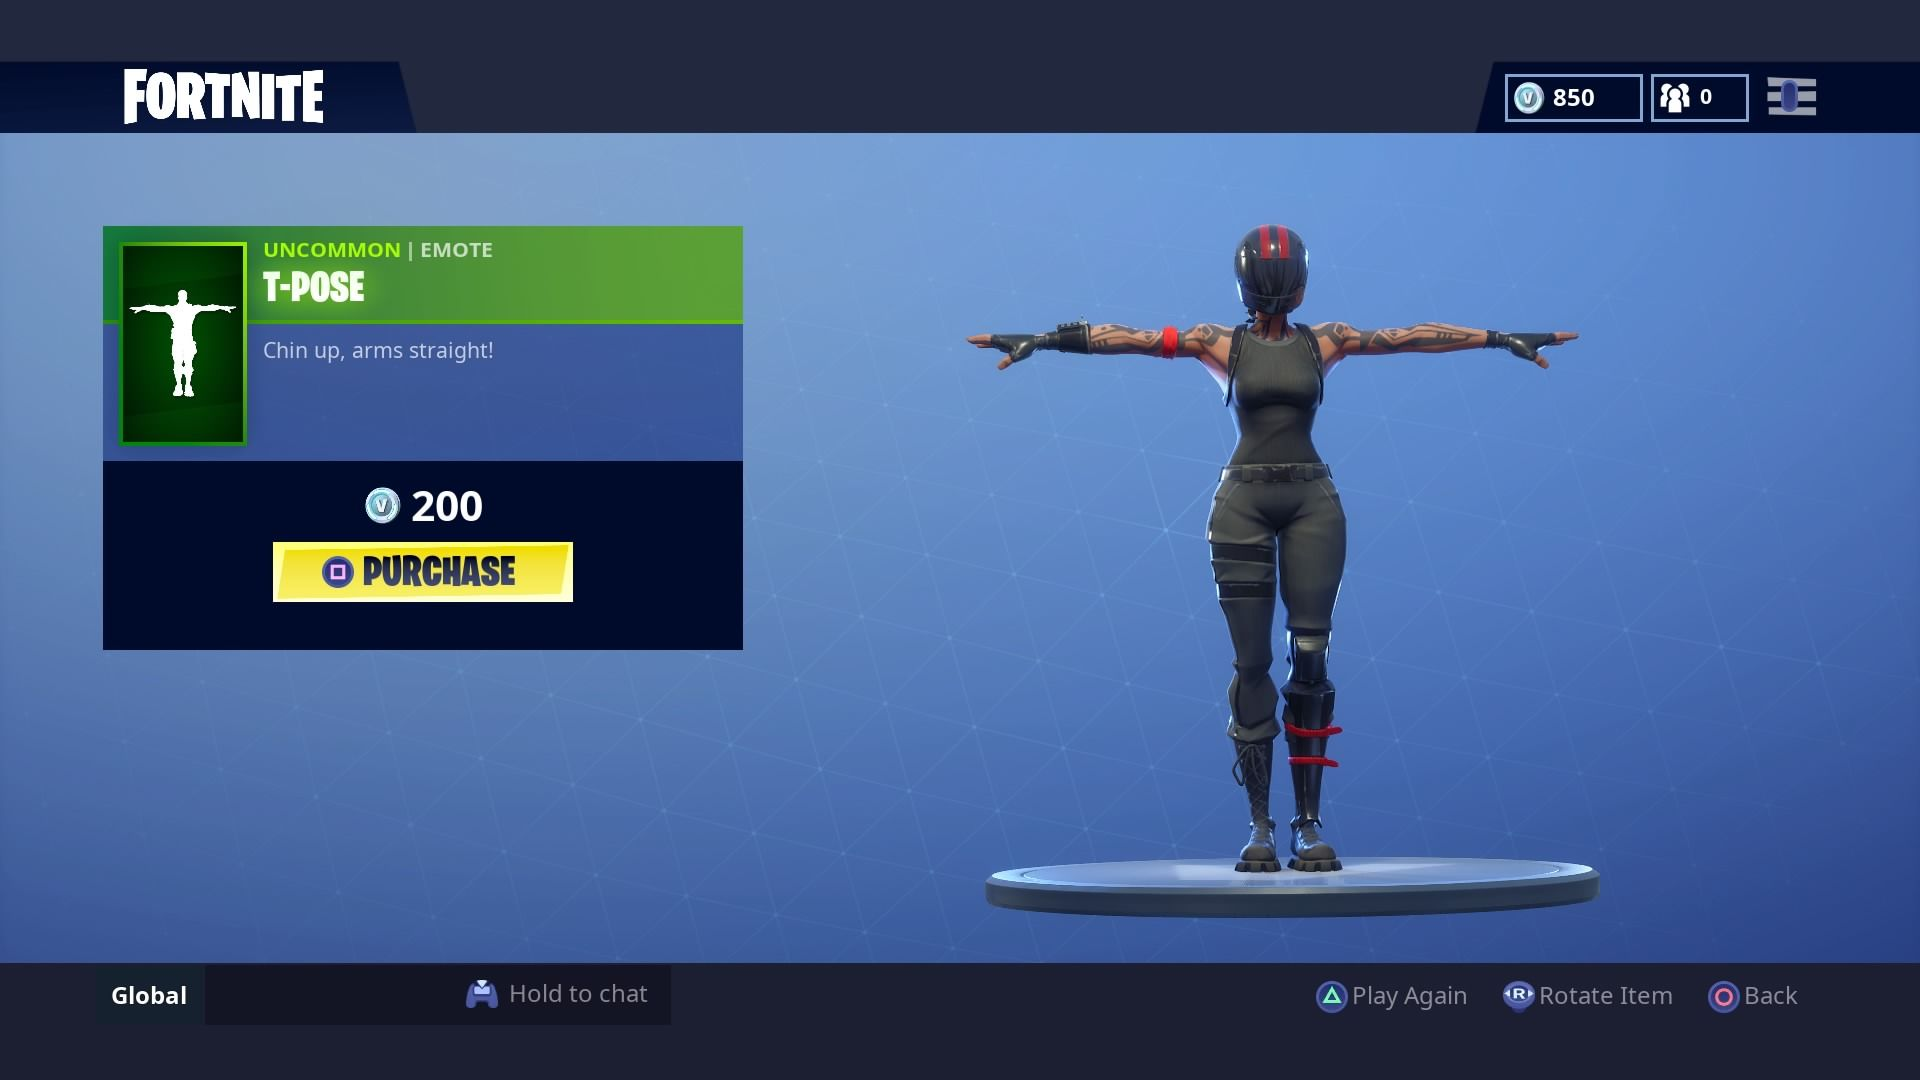 FORTNITE
850
0
UNCOMMON | EMOTE
T-POSE
Chin up, arms straight!
200
PURCHASE
Global
Hold to chat
Play Again
R
Rotate Item
Back